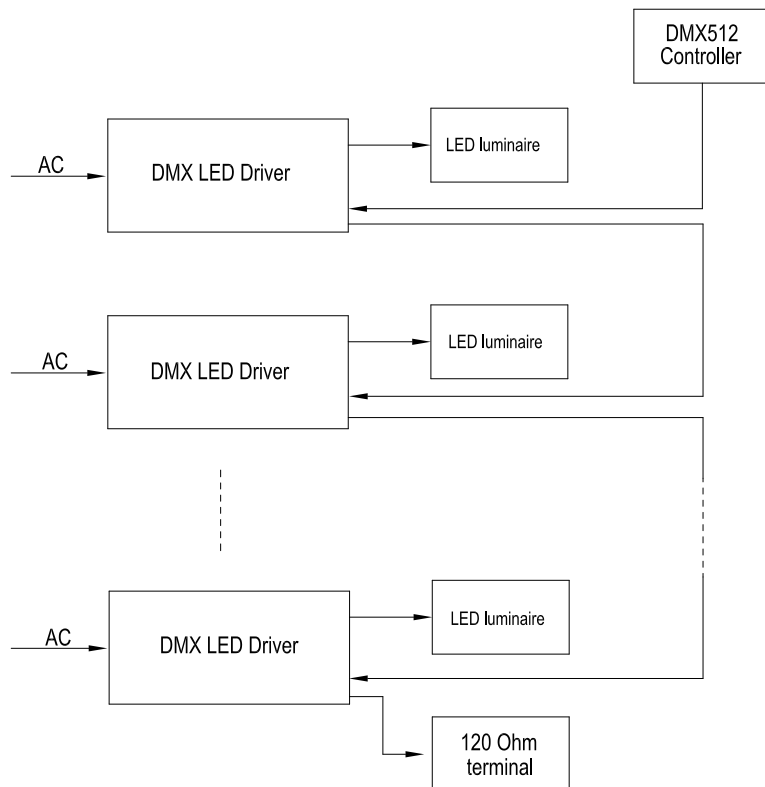 DMX512
Controller
AC
DMX LED Driver
LED luminaire
AC
DMX LED Driver
LED luminaire
AC
DMX LED Driver
LED luminaire
120 Ohm
terminal